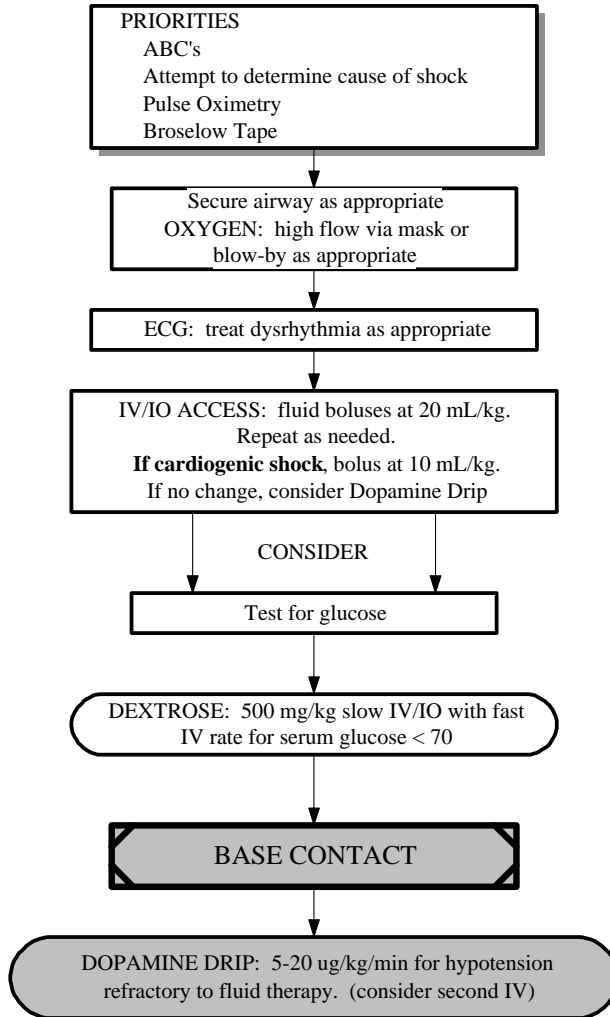 PRIORITIES
ABC's
Attempt to determine cause of shock
Pulse Oximetry
Broselow Tape
Secure airway as appropriate
OXYGEN:  high flow via mask or
blow-by as appropriate
ECG:  treat dysrhythmia as appropriate
IV/IO ACCESS:  fluid boluses at 20 mL/kg.
Repeat as needed.
If cardiogenic shock, bolus at 10 mL/kg.
If no change, consider Dopamine Drip
CONSIDER
Test for glucose
DEXTROSE:  500 mg/kg slow IV/IO with fast
IV rate for serum glucose < 70
BASE CONTACT
DOPAMINE DRIP:  5-20 ug/kg/min for hypotension
refractory to fluid therapy.  (consider second IV)